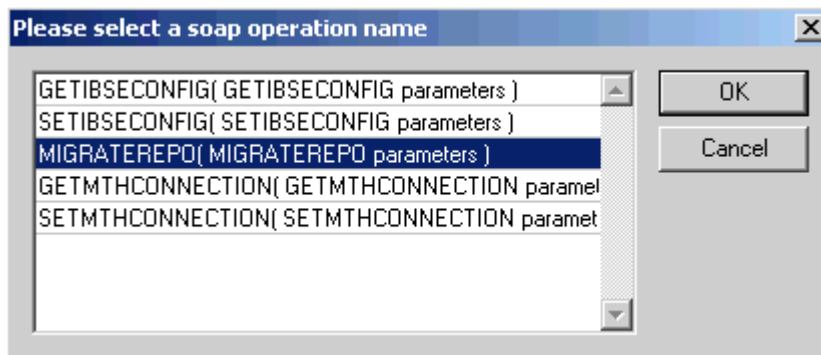 Please select a soap operation name
GETIBSECONFIG( GETIBSECONFIG parameters )
SETIBSECONFIG( SETIBSECONFIG parameters )
MIGRATEREPO( MIGRATEREPO parameters )
GETMTHCONNECTION( GETMTHCONNECTION paramet
SETMTHCONNECTION( SETMTHCONNECTION paramet
OK
Cancel